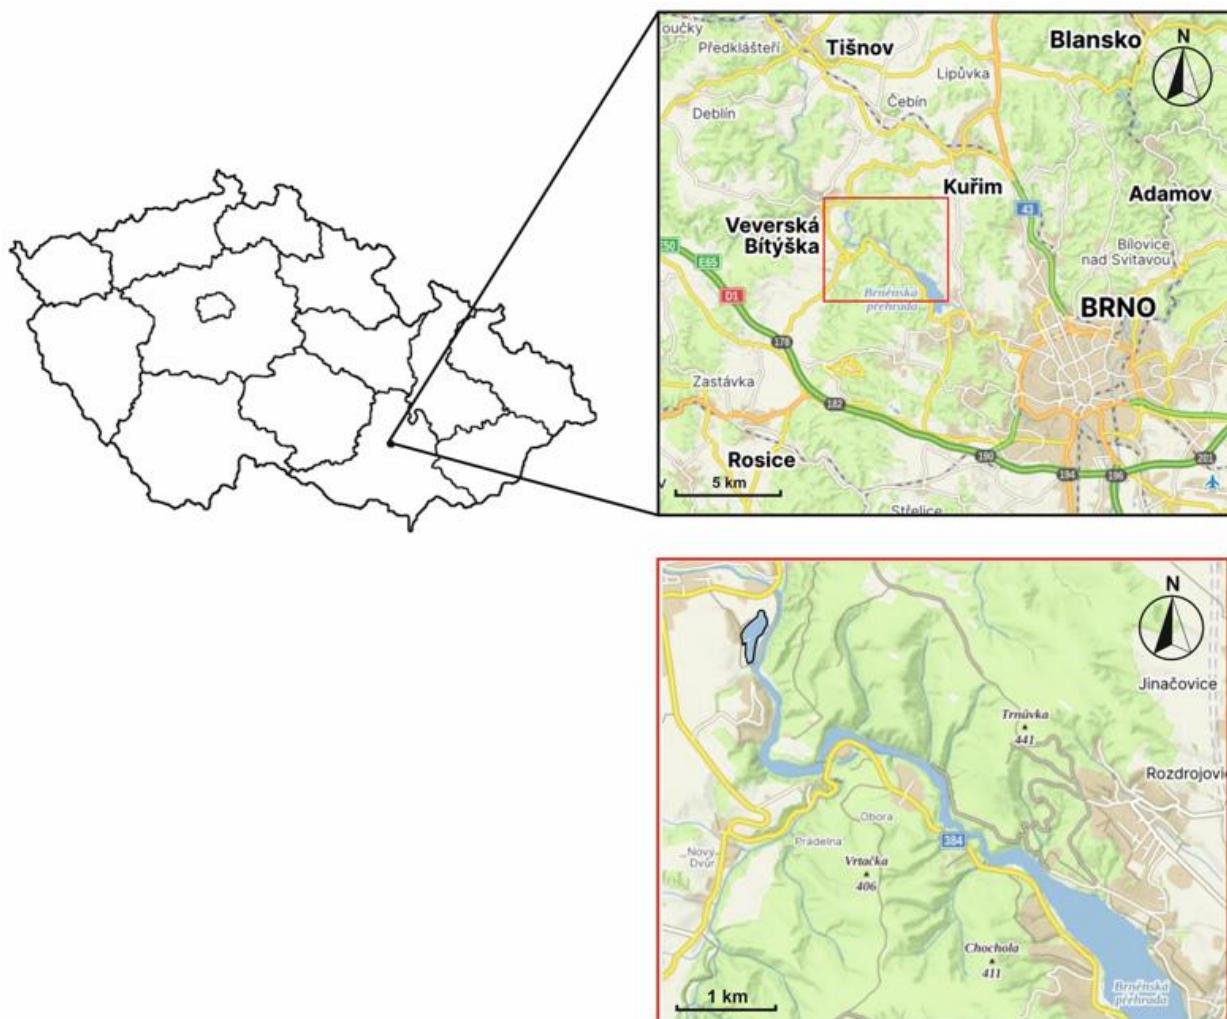 oučky
Předklášteří
Tišnov
Blansko
N
Lipůvka
Čebín
Deblín
Kuřim
Adamov
43
Veverská
Bítýška
Bílovice
nad Svitavou
E50
E65
D1
Brněnská
přehrada
BRNO
178
Zastávka
182
Rosice
190
194
196
201
5 km
Střelice
N
Jinačovice
Trnůvka
441
Rozdrojovic
Obora
384
Prádelna
Nový
Dvůr
Vrtačka
406
Chochola
411
Brněnská
přehrada
1 km